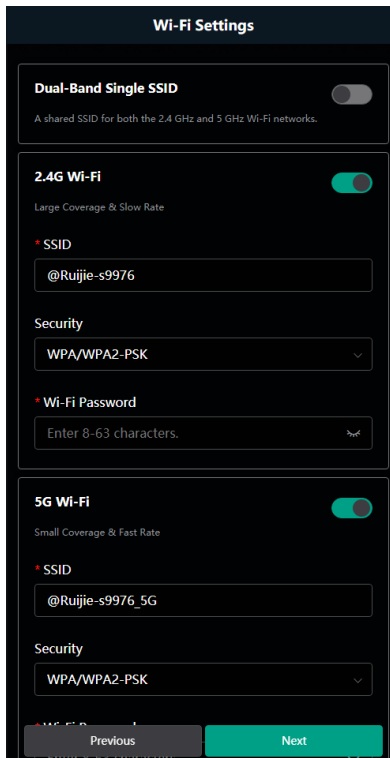 Wi-Fi Settings
Dual-Band Single SSID
A shared SSID for both the 2.4 GHz and 5 GHz Wi-Fi networks.
2.4G Wi-Fi
Large Coverage & Slow Rate
* SSID
@Ruijie-s9976
Security
WPA/WPA2-PSK
* Wi-Fi Password
Enter 8-63 characters.
5G Wi-Fi
Small Coverage & Fast Rate
* SSID
@Ruijie-s9976_5G
Security
WPA/WPA2-PSK
Previous
Next